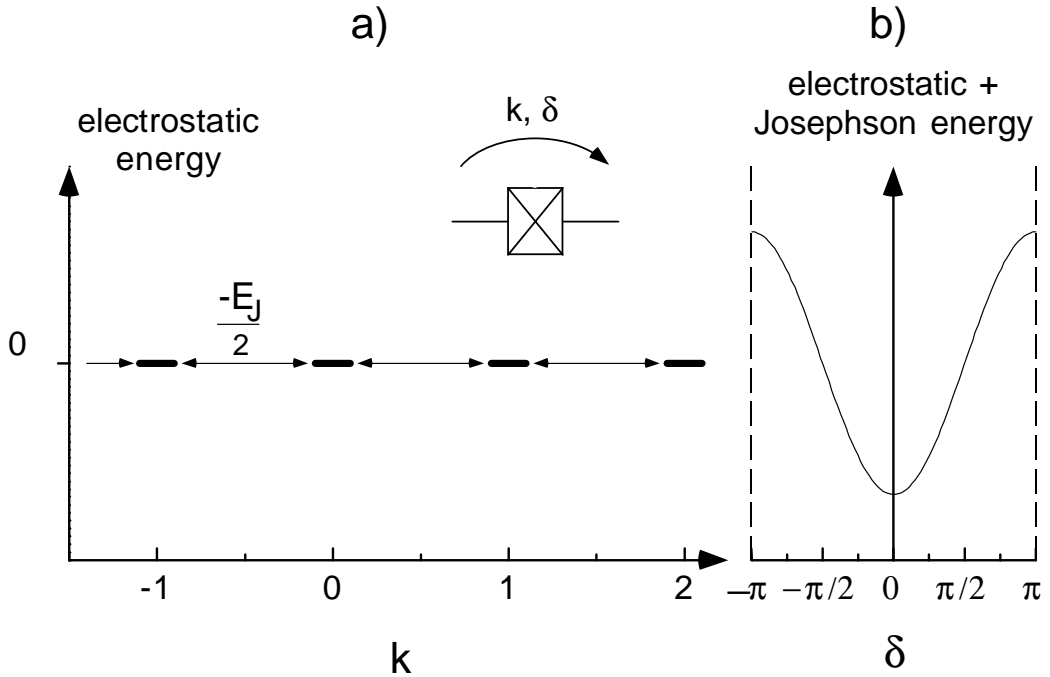 a)
electrostatic
energy
k, δ
-E_J
2
0
-1 0 1 2
k
b)
electrostatic +
Josephson energy
−π −π/2 0 π/2 π
δ